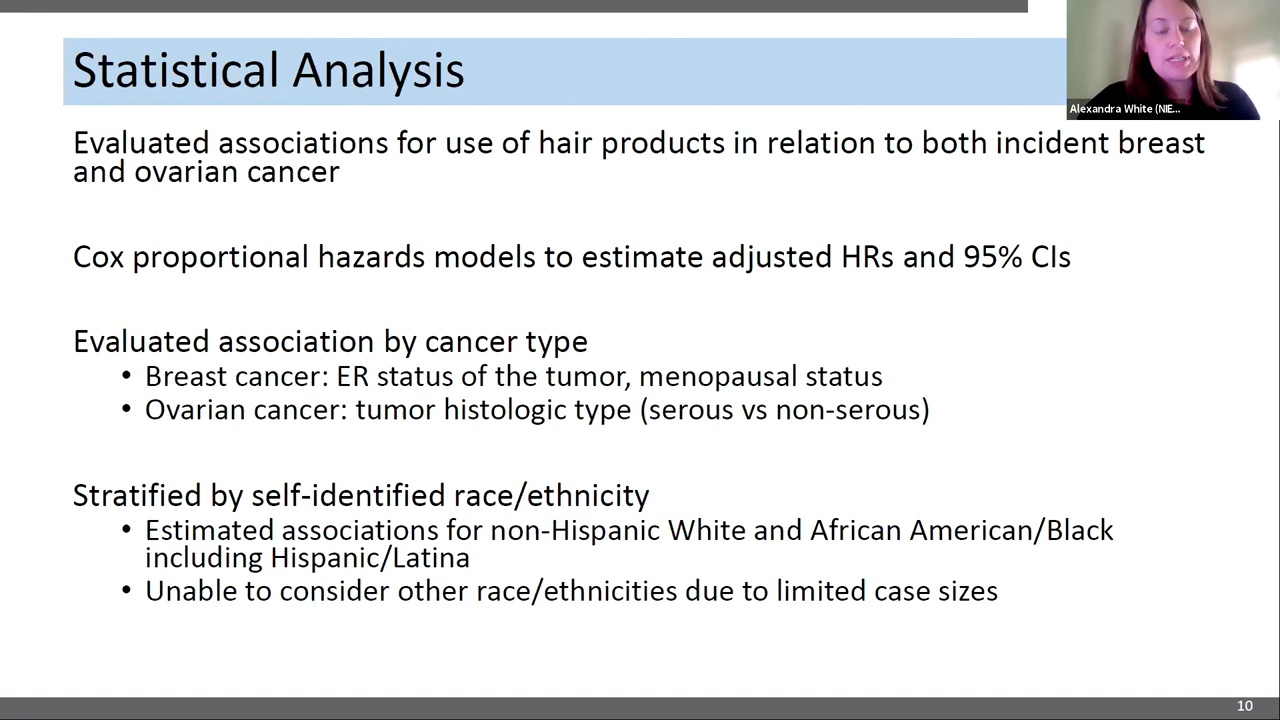 Statistical Analysis
Alexandra White (NIE...
Evaluated associations for use of hair products in relation to both incident breast
and ovarian cancer
Cox proportional hazards models to estimate adjusted HRs and 95% CIs
Evaluated association by cancer type
• Breast cancer: ER status of the tumor, menopausal status
• Ovarian cancer: tumor histologic type (serous vs non-serous)
Stratified by self-identified race/ethnicity
• Estimated associations for non-Hispanic White and African American/Black
including Hispanic/Latina
• Unable to consider other race/ethnicities due to limited case sizes
10